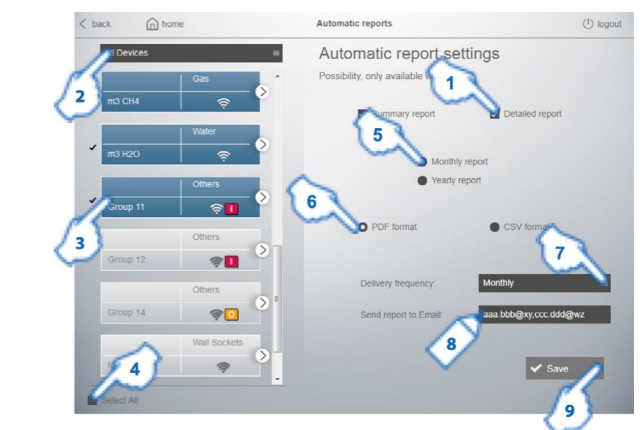 back
home
Automatic reports
logout
Devices
Automatic report settings
Possibility, only available
Gas
m3 CH4
Water
m3 H2O
Others
Group 11
Others
Group 12
Others
Group 14
Wall Sockets
Select All
Summary report
Detailed report
Monthly report
Yearly report
PDF format
CSV format
Delivery frequency:
Monthly
Send report to Email:
aaa.bbb@xy,ccc.ddd@wz
Save
1
2
3
4
5
6
7
8
9